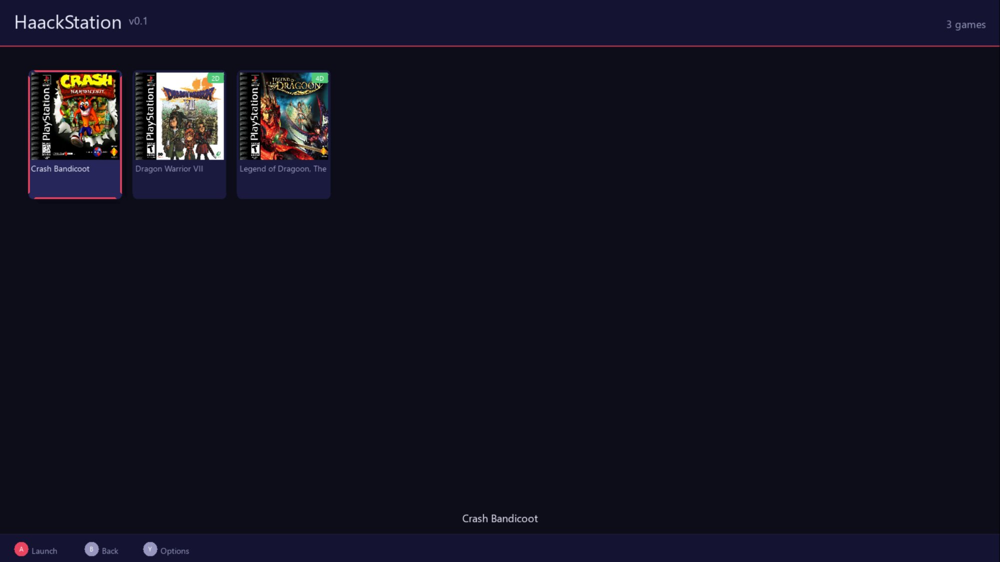 HaackStation v0.1
3 games
CRASH
BANDICOOT
PlayStation
Crash Bandicoot
2D
DRAGON WARRIOR
VII
PlayStation
T
Dragon Warrior VII
4D
LEGEND OF
THE DRAGOON
PlayStation
T
Legend of Dragoon, The
Crash Bandicoot
A Launch
B Back
Y Options